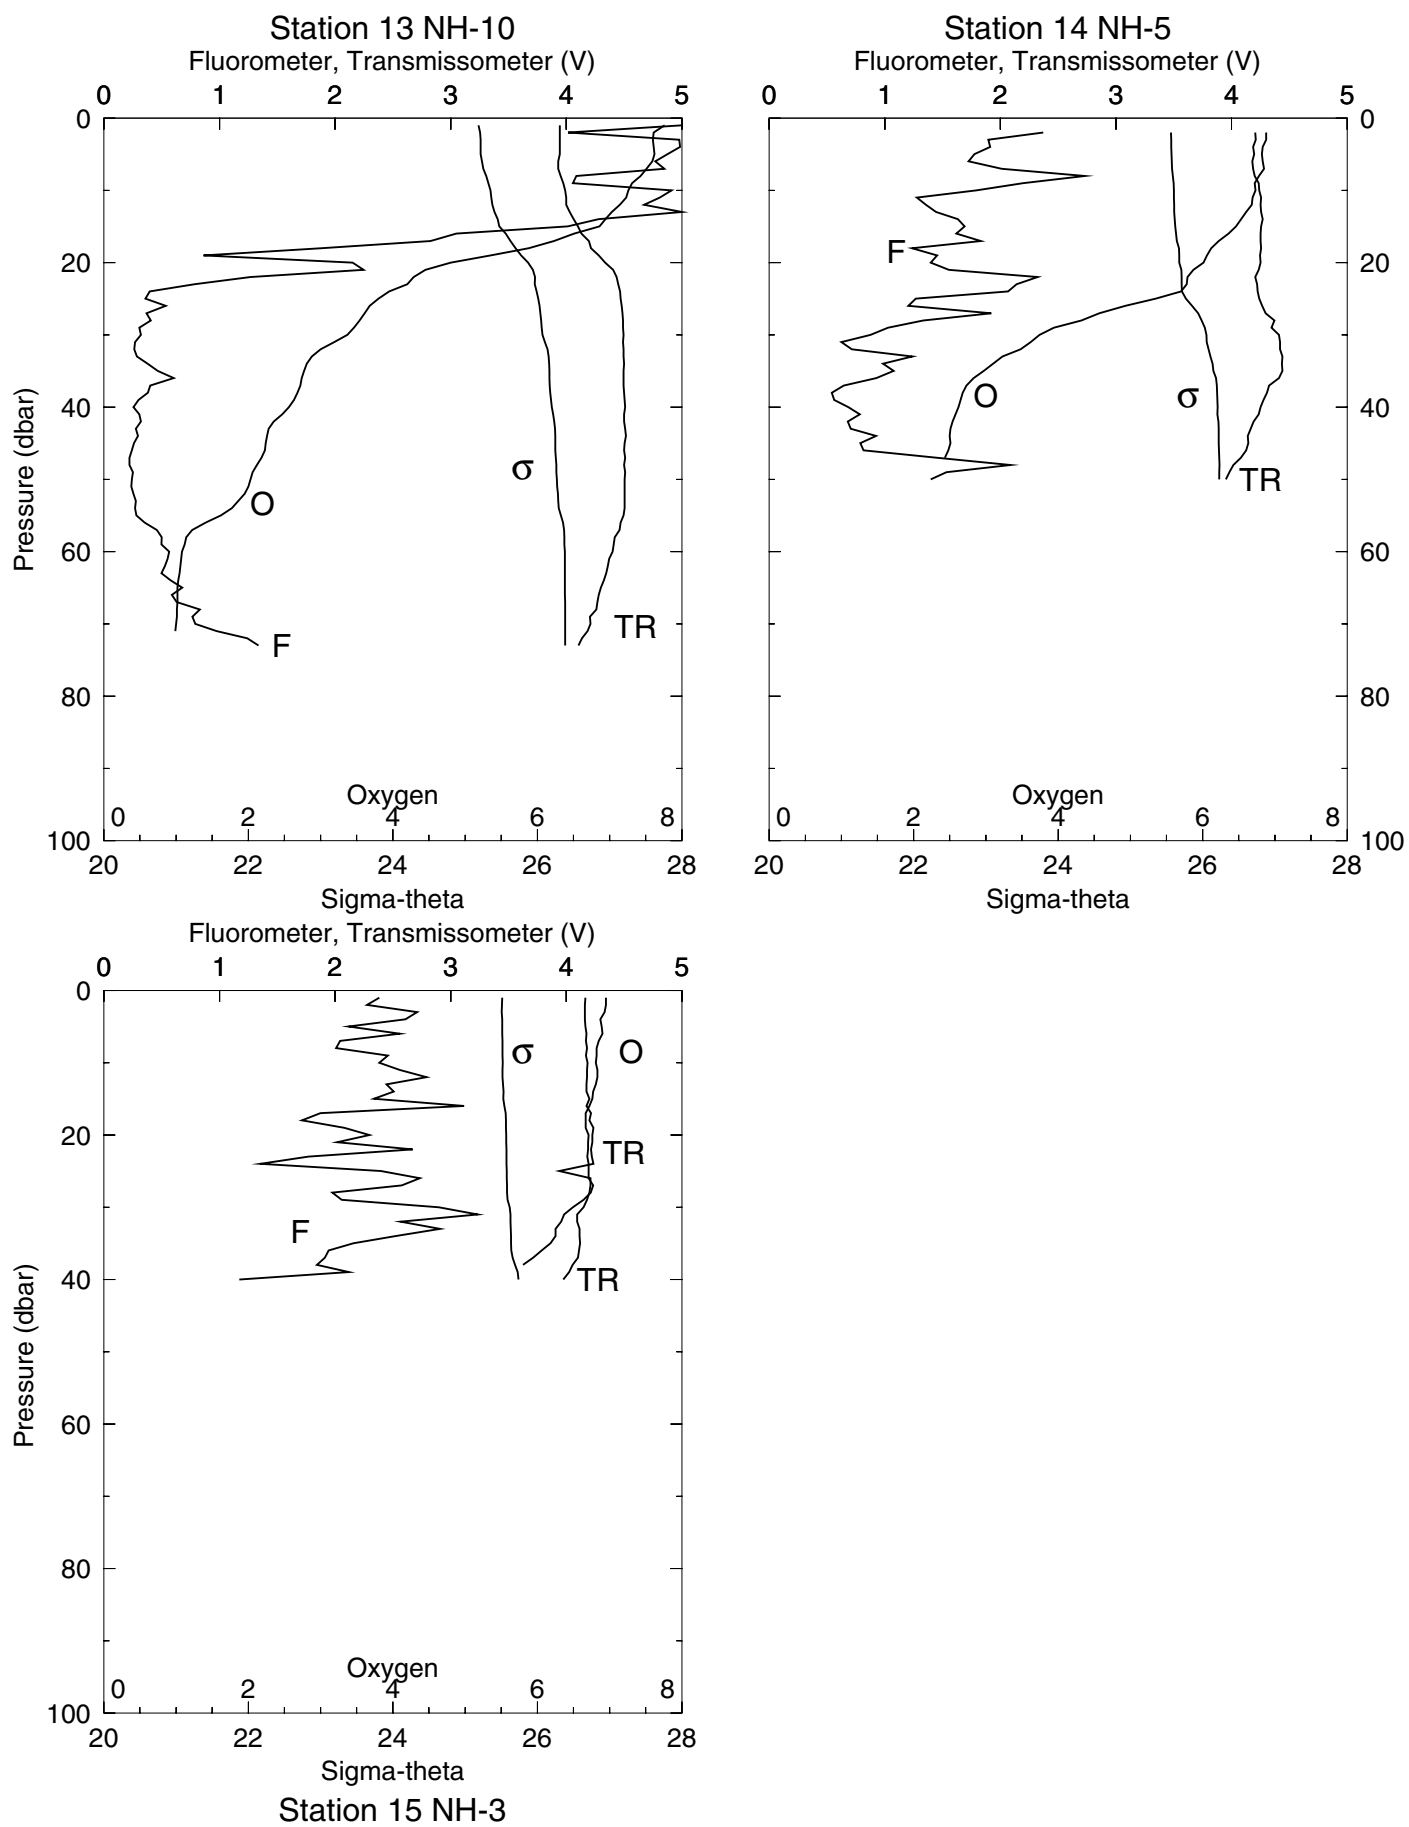 Station 13 NH-10
Fluorometer, Transmissometer (V)
0 1 2 3 4 5
0
20
40
60
80
100
Pressure (dbar)
σ
O
TR
F
Oxygen
0 2 4 6 8
20 22 24 26 28
Sigma-theta
Station 14 NH-5
Fluorometer, Transmissometer (V)
0 1 2 3 4 5
0
20
40
60
80
100
F
O
σ
TR
Oxygen
0 2 4 6 8
20 22 24 26 28
Sigma-theta
Fluorometer, Transmissometer (V)
0 1 2 3 4 5
0
20
40
60
80
100
Pressure (dbar)
σ
O
TR
F
TR
Oxygen
0 2 4 6 8
20 22 24 26 28
Sigma-theta
Station 15 NH-3